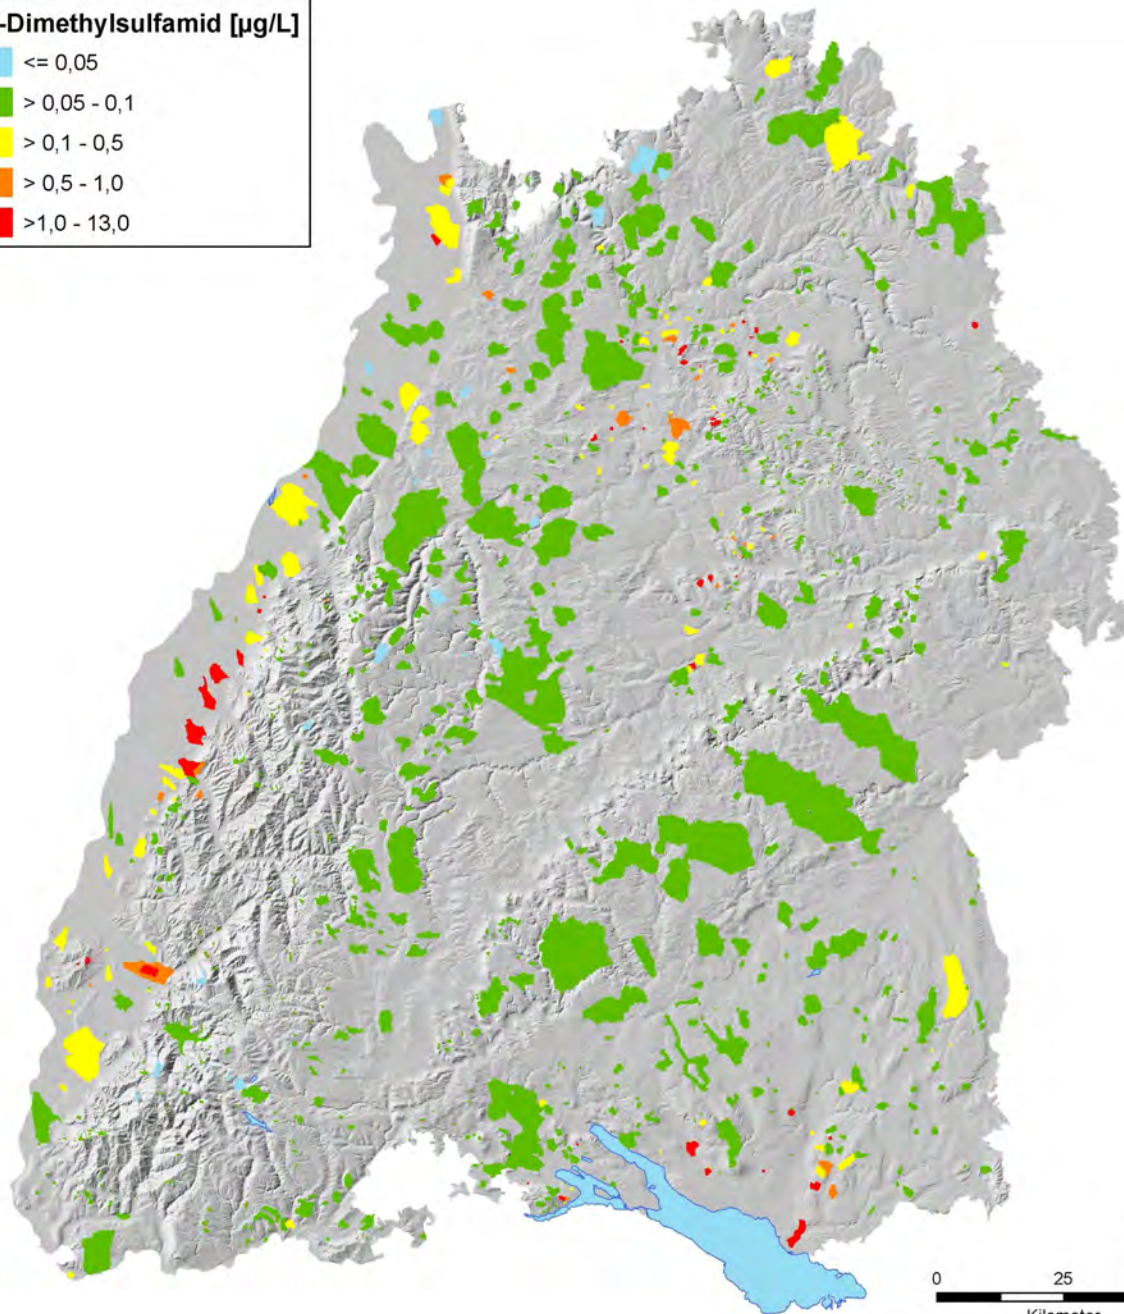 -Dimethylsulfamid [µg/L]
<= 0,05
> 0,05 - 0,1
> 0,1 - 0,5
> 0,5 - 1,0
>1,0 - 13,0
0 25
Kilometer